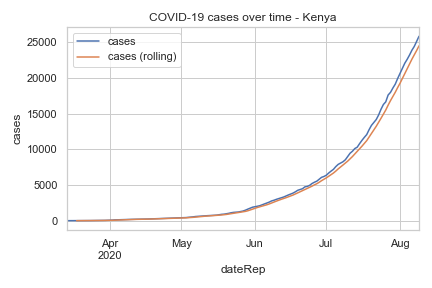 COVID-19 cases over time - Kenya
cases
cases (rolling)
25000
20000
15000
10000
5000
0
cases
Apr
2020
May
Jun
Jul
Aug
dateRep